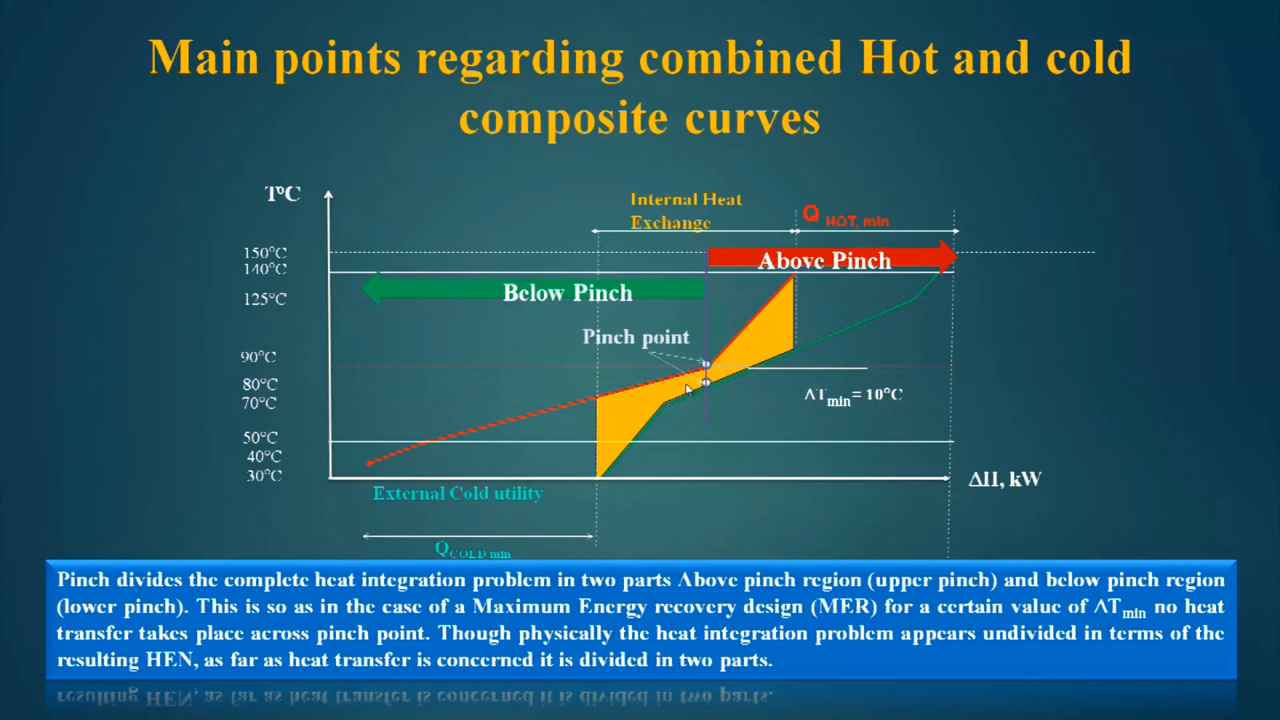 Main points regarding combined Hot and cold
composite curves
T°C
Internal Heat
Exchange
Q HOT, min
150°C
140°C
125°C
Above Pinch
Below Pinch
Pinch point
90°C
80°C
70°C
ΔTmin= 10°C
50°C
40°C
30°C
ΔH, kW
External Cold utility
QCOLD min
Pinch divides the complete heat integration problem in two parts Above pinch region (upper pinch) and below pinch region
(lower pinch). This is so as in the case of a Maximum Energy recovery design (MER) for a certain value of ΔTmin no heat
transfer takes place across pinch point. Though physically the heat integration problem appears undivided in terms of the
resulting HEN, as far as heat transfer is concerned it is divided in two parts.